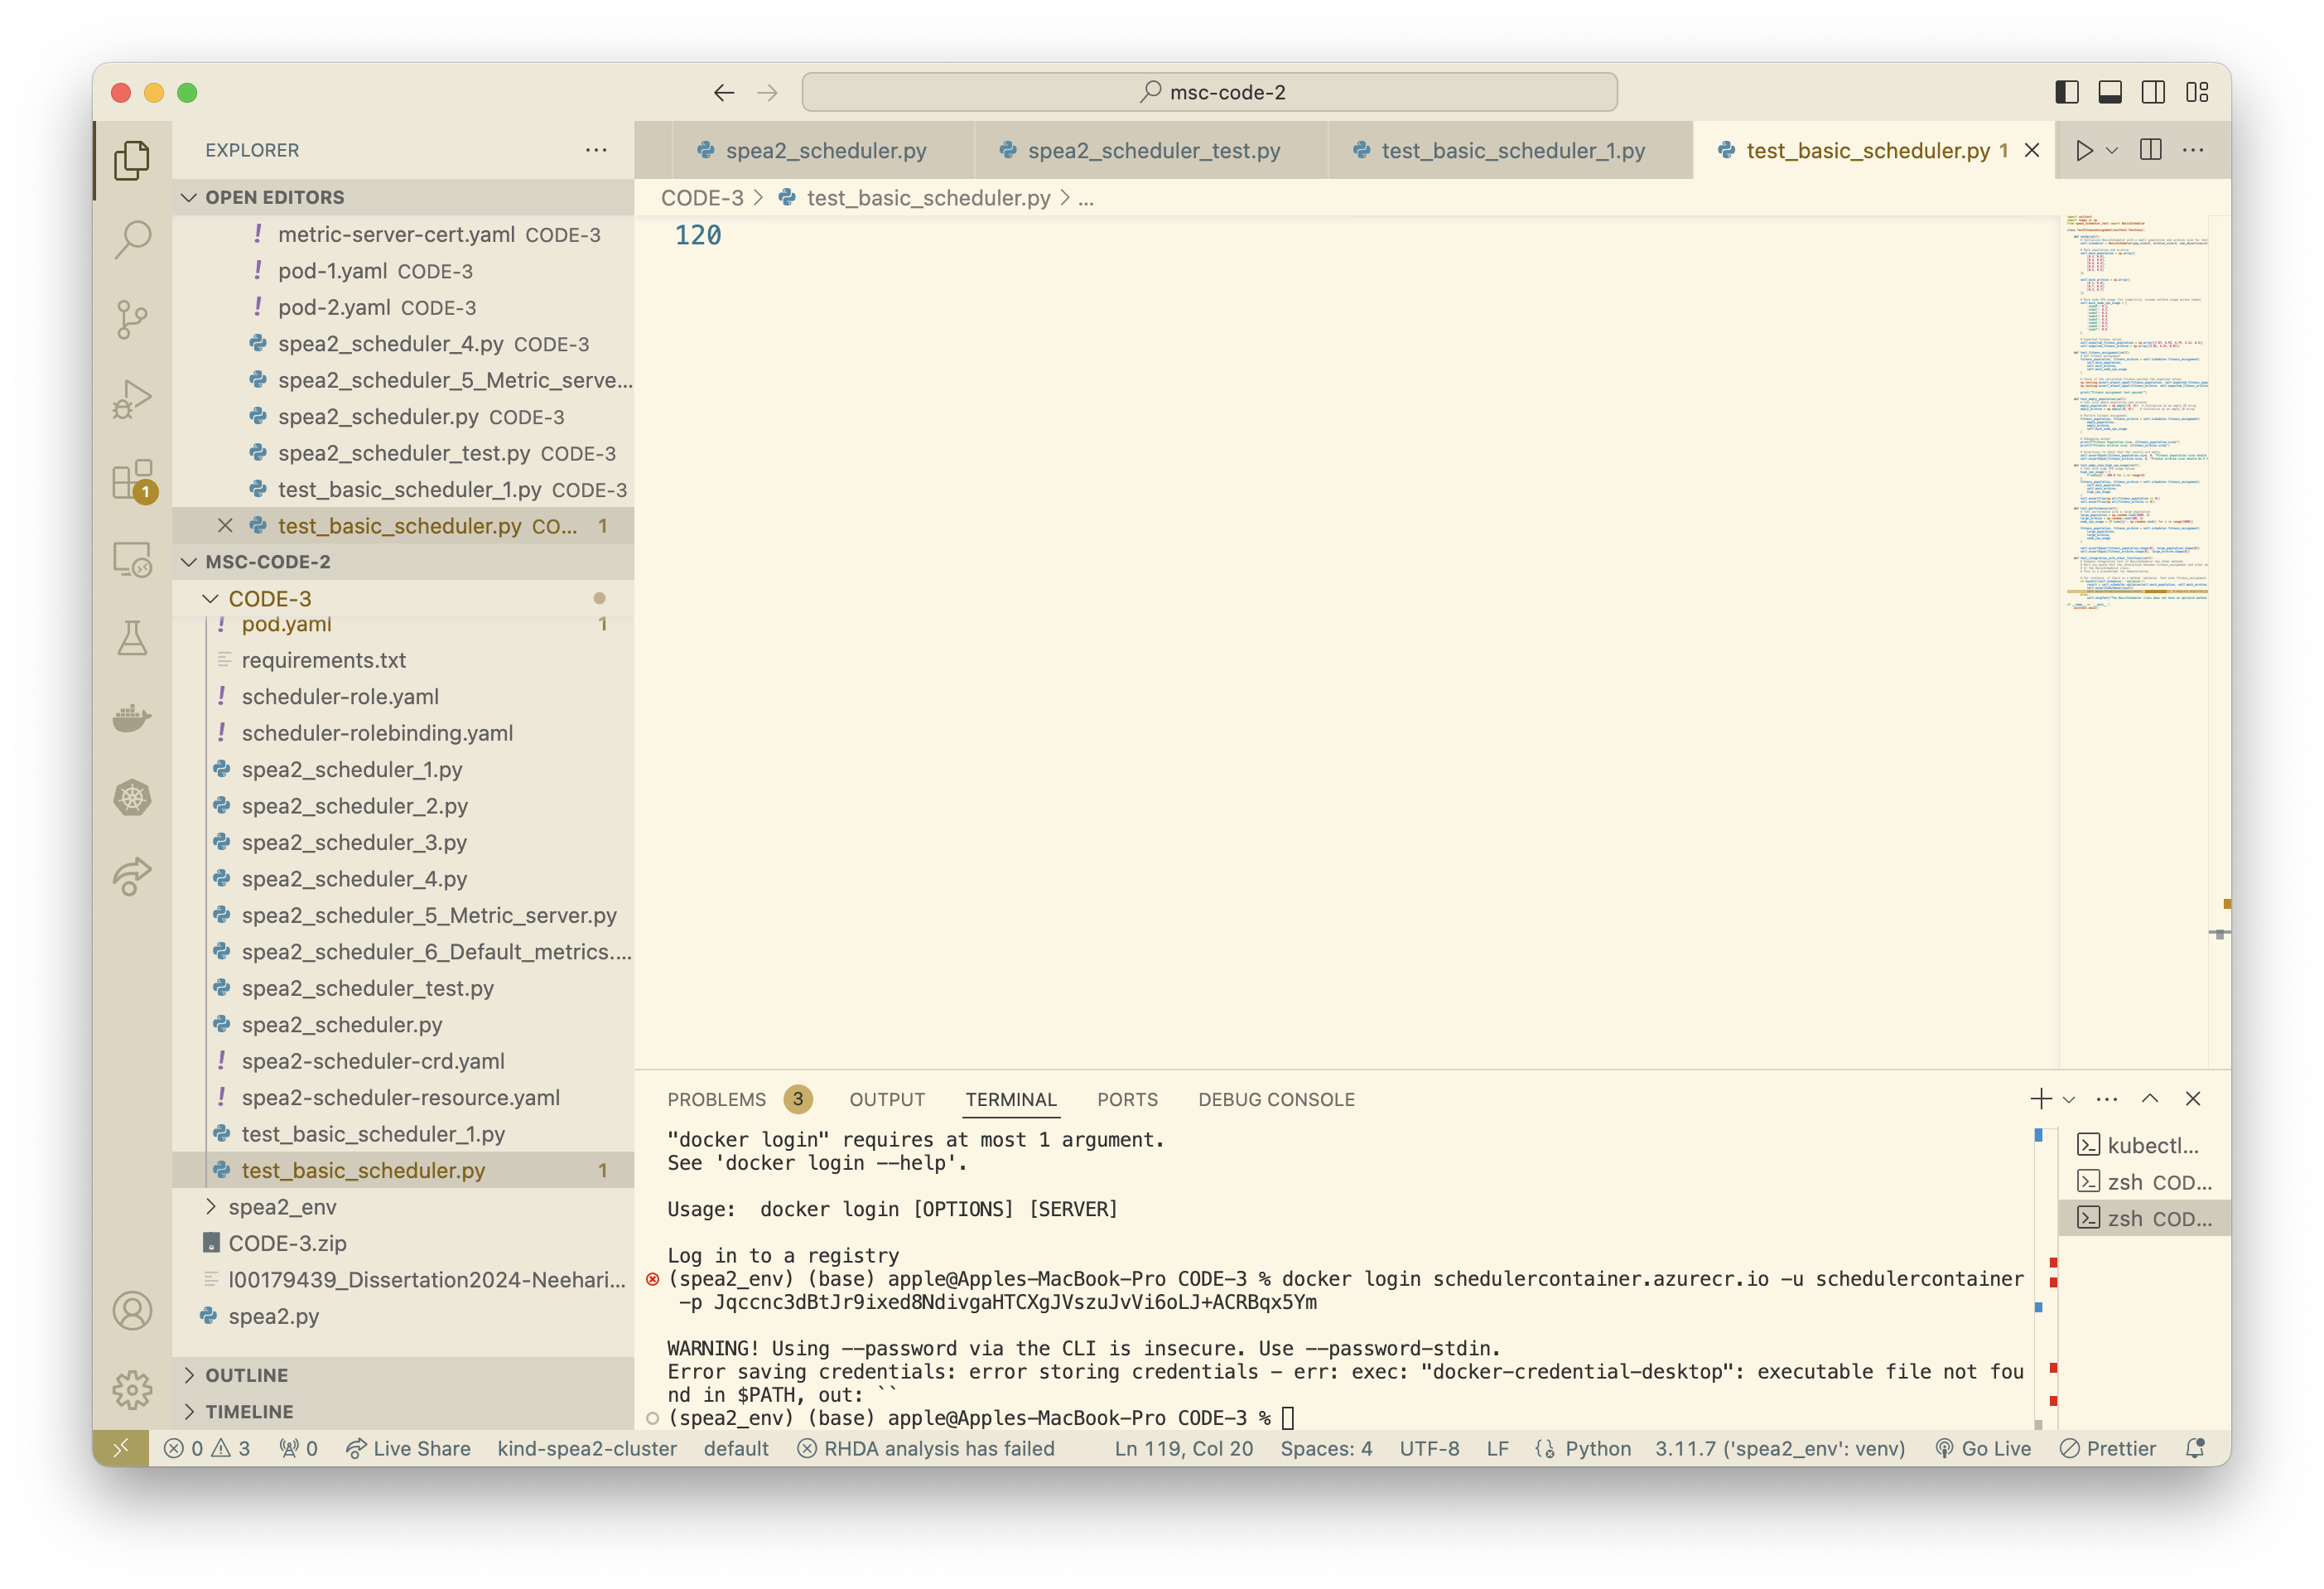 msc-code-2
EXPLORER
OPEN EDITORS
metric-server-cert.yaml CODE-3
pod-1.yaml CODE-3
pod-2.yaml CODE-3
spea2_scheduler_4.py CODE-3
spea2_scheduler_5_Metric_serve...
spea2_scheduler.py CODE-3
spea2_scheduler_test.py CODE-3
test_basic_scheduler_1.py CODE-3
test_basic_scheduler.py CO... 1
MSC-CODE-2
CODE-3
pod.yaml 1
requirements.txt
scheduler-role.yaml
scheduler-rolebinding.yaml
spea2_scheduler_1.py
spea2_scheduler_2.py
spea2_scheduler_3.py
spea2_scheduler_4.py
spea2_scheduler_5_Metric_server.py
spea2_scheduler_6_Default_metrics....
spea2_scheduler_test.py
spea2_scheduler.py
spea2-scheduler-crd.yaml
spea2-scheduler-resource.yaml
test_basic_scheduler_1.py
test_basic_scheduler.py 1
spea2_env
CODE-3.zip
l00179439_Dissertation2024-Neehari...
spea2.py
OUTLINE
TIMELINE
1
spea2_scheduler.py spea2_scheduler_test.py test_basic_scheduler_1.py test_basic_scheduler.py 1
CODE-3 > test_basic_scheduler.py > ...
120
PROBLEMS 3 OUTPUT TERMINAL PORTS DEBUG CONSOLE
"docker login" requires at most 1 argument.
See 'docker login --help'.
Usage:  docker login [OPTIONS] [SERVER]
Log in to a registry
(spea2_env) (base) apple@Apples-MacBook-Pro CODE-3 % docker login schedulercontainer.azurecr.io -u schedulercontainer
-p Jqccnc3dBtJr9ixed8NdivgaHTCXgJVszuJvVi6oLJ+ACRBqx5Ym
WARNING! Using --password via the CLI is insecure. Use --password-stdin.
Error saving credentials: error storing credentials - err: exec: "docker-credential-desktop": executable file not fou
nd in $PATH, out: ``
(spea2_env) (base) apple@Apples-MacBook-Pro CODE-3 %
kubectl...
zsh COD...
zsh COD...
0 3 0 Live Share kind-spea2-cluster default RHDA analysis has failed Ln 119, Col 20 Spaces: 4 UTF-8 LF Python 3.11.7 ('spea2_env': venv) Go Live Prettier